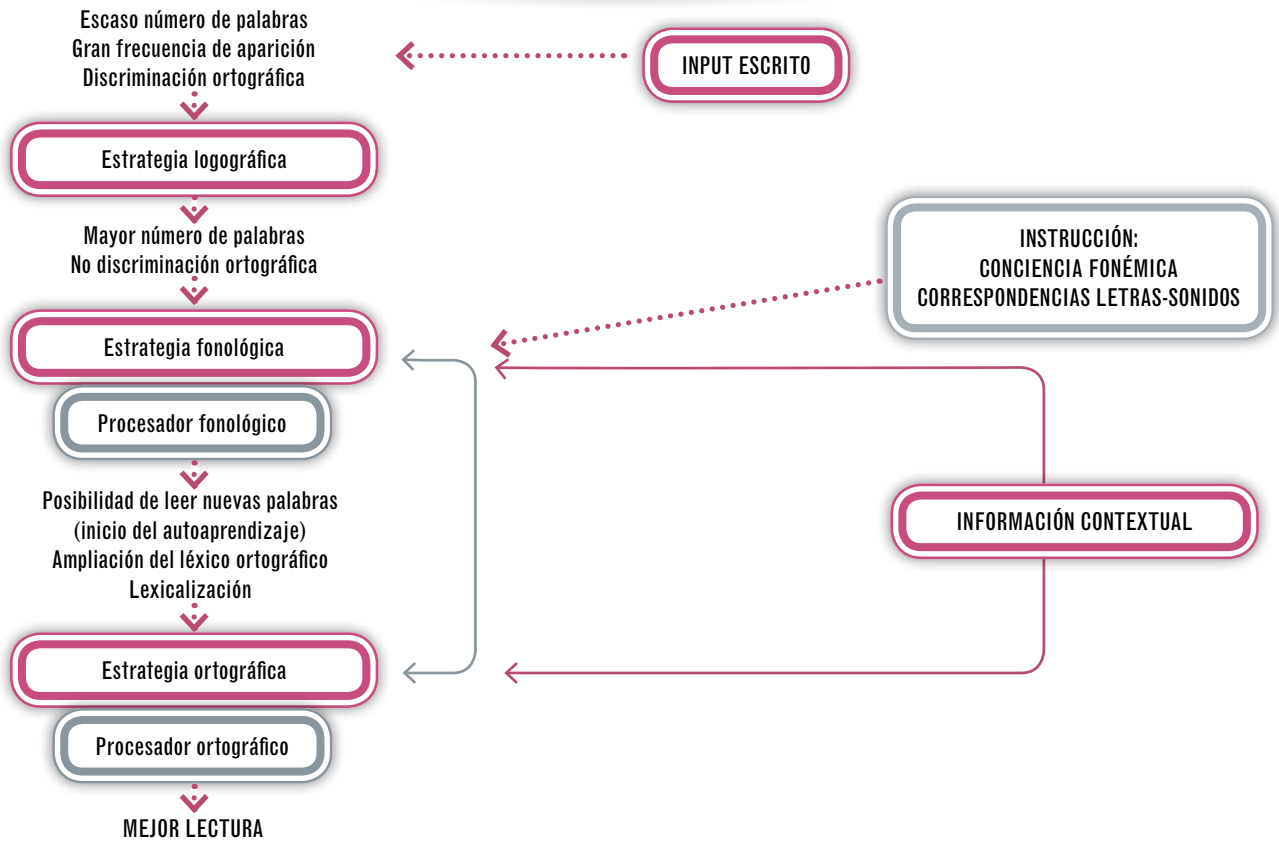 Escaso número de palabras
Gran frecuencia de aparición
Discriminación ortográfica
INPUT ESCRITO
Estrategia logográfica
Mayor número de palabras
No discriminación ortográfica
INSTRUCCIÓN:
CONCIENCIA FONÉMICA
CORRESPONDENCIAS LETRAS-SONIDOS
Estrategia fonológica
Procesador fonológico
Posibilidad de leer nuevas palabras
(inicio del autoaprendizaje)
Ampliación del léxico ortográfico
Lexicalización
INFORMACIÓN CONTEXTUAL
Estrategia ortográfica
Procesador ortográfico
MEJOR LECTURA